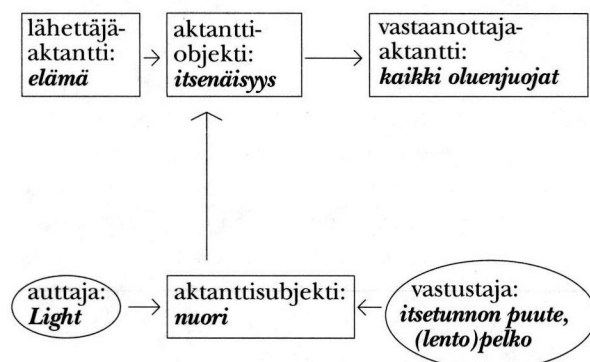 lähettäjä-
aktantti:
elämä
aktantti-
objekti:
itsenäisyys
vastaanottaja-
aktantti:
kaikki oluenjuojat
auttaja:
Light
aktanttisubjekti:
nuori
vastustaja:
itsetunnon puute,
(lento)pelko